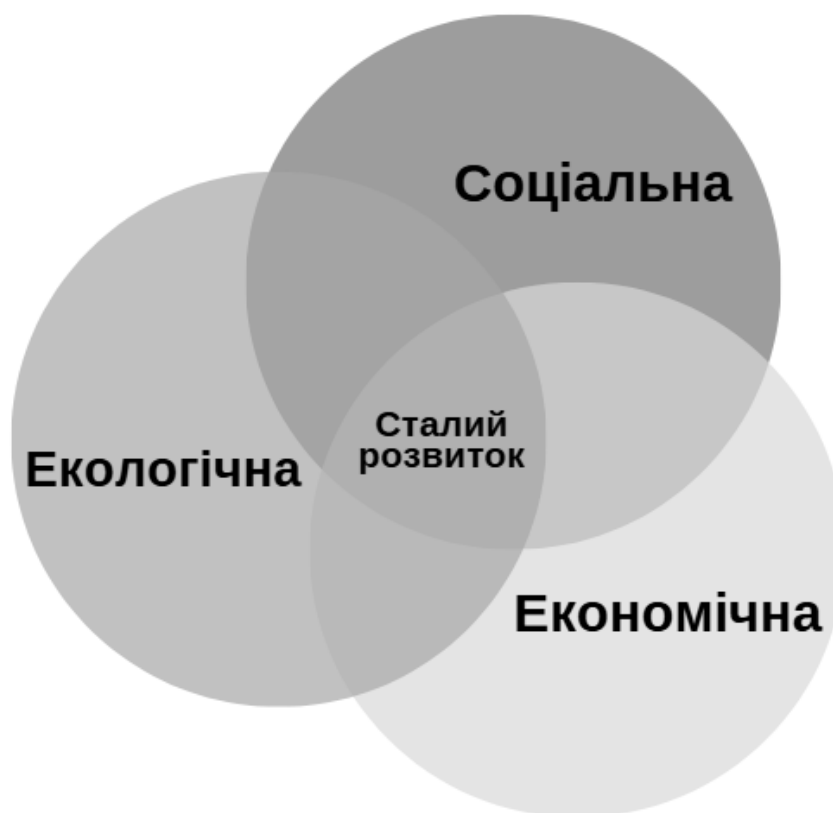 Соціальна
Сталий
розвиток
Екологічна
Економічна